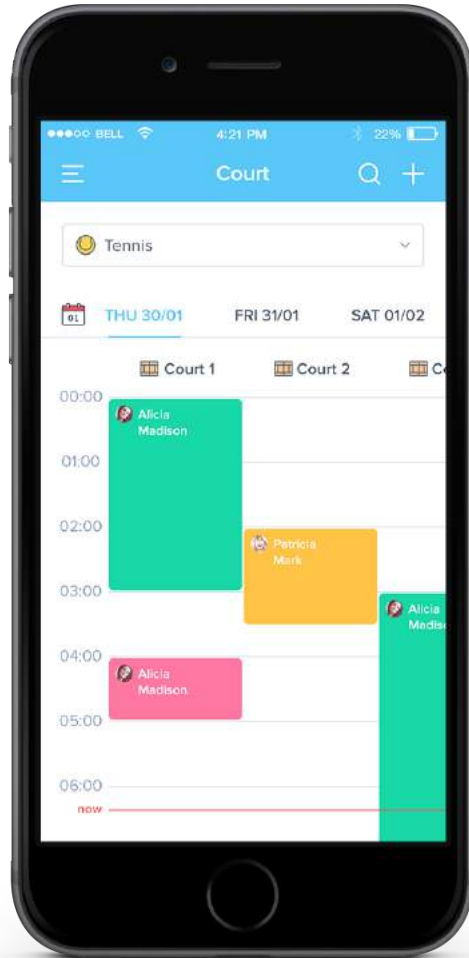 BELL 4:21 PM 22%
Court
Tennis
01 THU 30/01 FRI 31/01 SAT 01/02
Court 1 Court 2 Co
00:00
Alicia
Madison
01:00
02:00
Patricia
Mark
03:00
Alicia
Madiso
04:00
Alicia
Madison
05:00
06:00
now